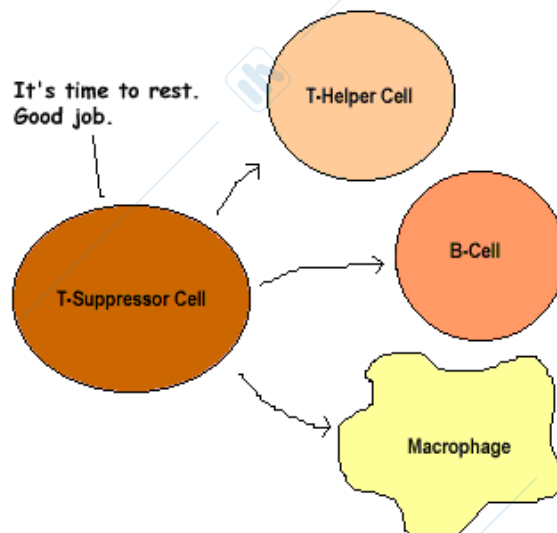 It's time to rest.
Good job.
T-Helper Cell
B-Cell
T-Suppressor Cell
Macrophage